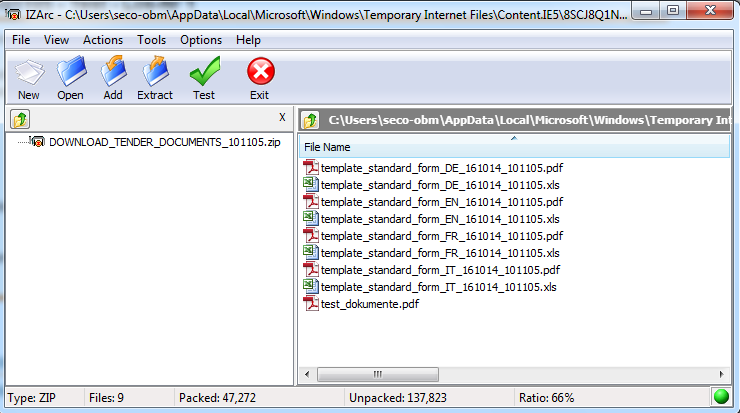 IZArc - C:\Users\seco-obm\AppData\Local\Microsoft\Windows\Temporary Internet Files\Content.IE5\8SCJ8Q1N...
File View Actions Tools Options Help
New Open Add Extract Test Exit
X
DOWNLOAD_TENDER_DOCUMENTS_101105.zip
C:\Users\seco-obm\AppData\Local\Microsoft\Windows\Temporary Int
File Name
template_standard_form_DE_161014_101105.pdf
template_standard_form_DE_161014_101105.xls
template_standard_form_EN_161014_101105.pdf
template_standard_form_EN_161014_101105.xls
template_standard_form_FR_161014_101105.pdf
template_standard_form_FR_161014_101105.xls
template_standard_form_IT_161014_101105.pdf
template_standard_form_IT_161014_101105.xls
test_dokumente.pdf
Type: ZIP Files: 9 Packed: 47,272 Unpacked: 137,823 Ratio: 66%